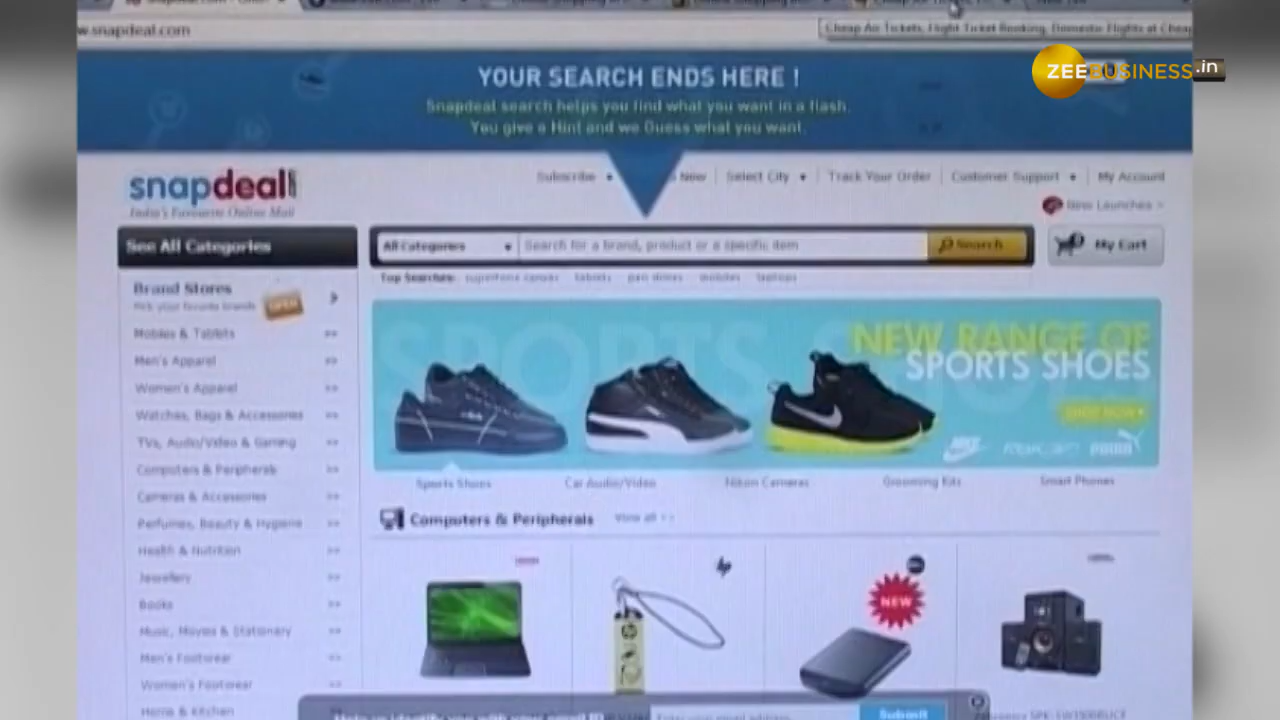 w.snapdeal.com
Cheap Air Tickets, Flight Ticket Booking, Domestic Flights at Cheap
ZEEBUSINESS.in
YOUR SEARCH ENDS HERE !
Snapdeal search helps you find what you want in a flash.
You give a Hint and we Guess what you want.
snapdeal
India's Favourite Online Mall
Subscribe
Now
Select City
Track Your Order
Customer Support
My Account
New Launches >
See All Categories
All Categories
Search for a brand, product or a specific item
Search
My Cart
Top Searches:
tablets
mobiles
laptops
Brand Stores
Pick your favorite brands
OPEN
Mobiles & Tablets
Men's Apparel
Women's Apparel
Watches, Bags & Accessories
TVs, Audio/Video & Gaming
Computers & Peripherals
Cameras & Accessories
Perfumes, Beauty & Hygiene
Health & Nutrition
Jewellery
Books
Music, Movies & Stationary
Men's Footwear
Women's Footwear
Home & Kitchen
SPORTS
NEW RANGE OF
SPORTS SHOES
SHOP NOW
NIKE
PUMA
Sports Shoes
Car Audio/Video
Nikon Cameras
Grooming Kits
Smart Phones
Computers & Peripherals
View all >>
hp
NEW
Submit